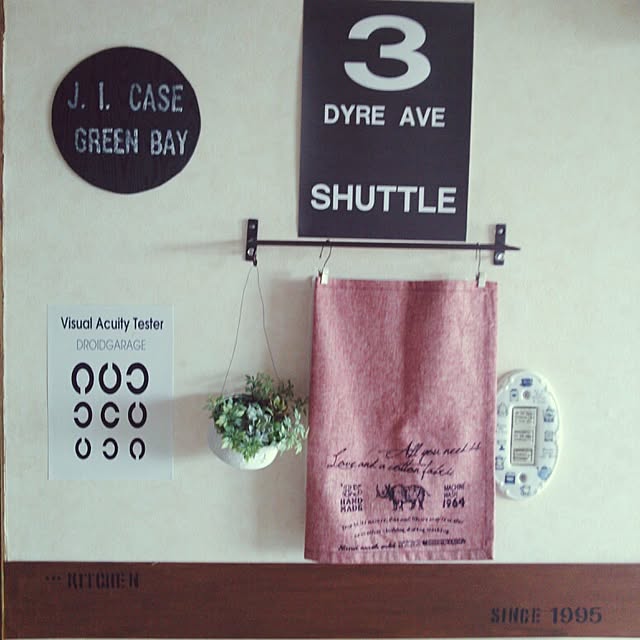 J. I. CASE
GREEN BAY
3
DYRE AVE
SHUTTLE
Visual Acuity Tester
DROIDGARAGE
All you need is
Love and a cotton fabric
HAND
MADE
MACHINE
MADE
1964
... KITCHEN
SINCE 1995